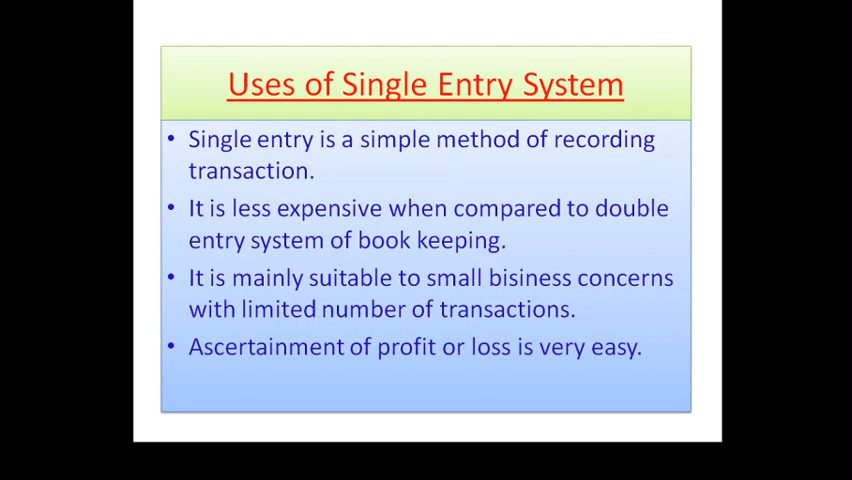 Uses of Single Entry System
• Single entry is a simple method of recording
transaction.
• It is less expensive when compared to double
entry system of book keeping.
• It is mainly suitable to small bisiness concerns
with limited number of transactions.
• Ascertainment of profit or loss is very easy.